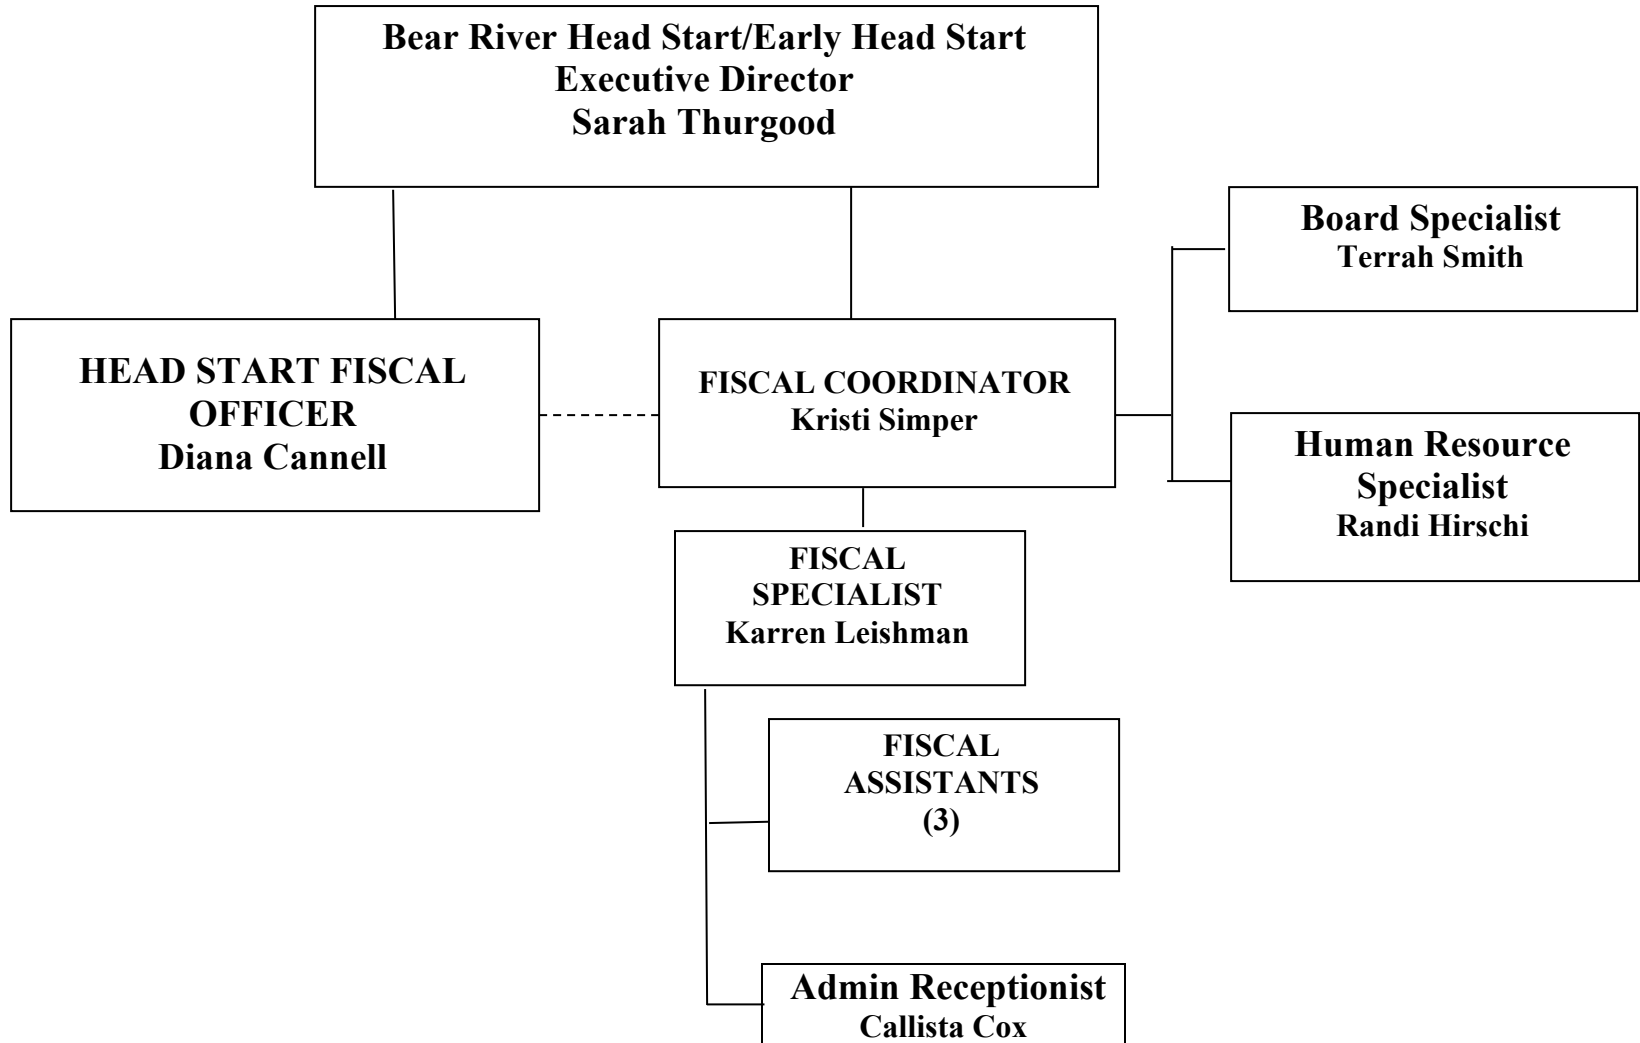 Bear River Head Start/Early Head Start
Executive Director
Sarah Thurgood
Board Specialist
Terrah Smith
HEAD START FISCAL
OFFICER
Diana Cannell
FISCAL COORDINATOR
Kristi Simper
Human Resource
Specialist
Randi Hirschi
FISCAL
SPECIALIST
Karren Leishman
FISCAL
ASSISTANTS
(3)
Admin Receptionist
Callista Cox